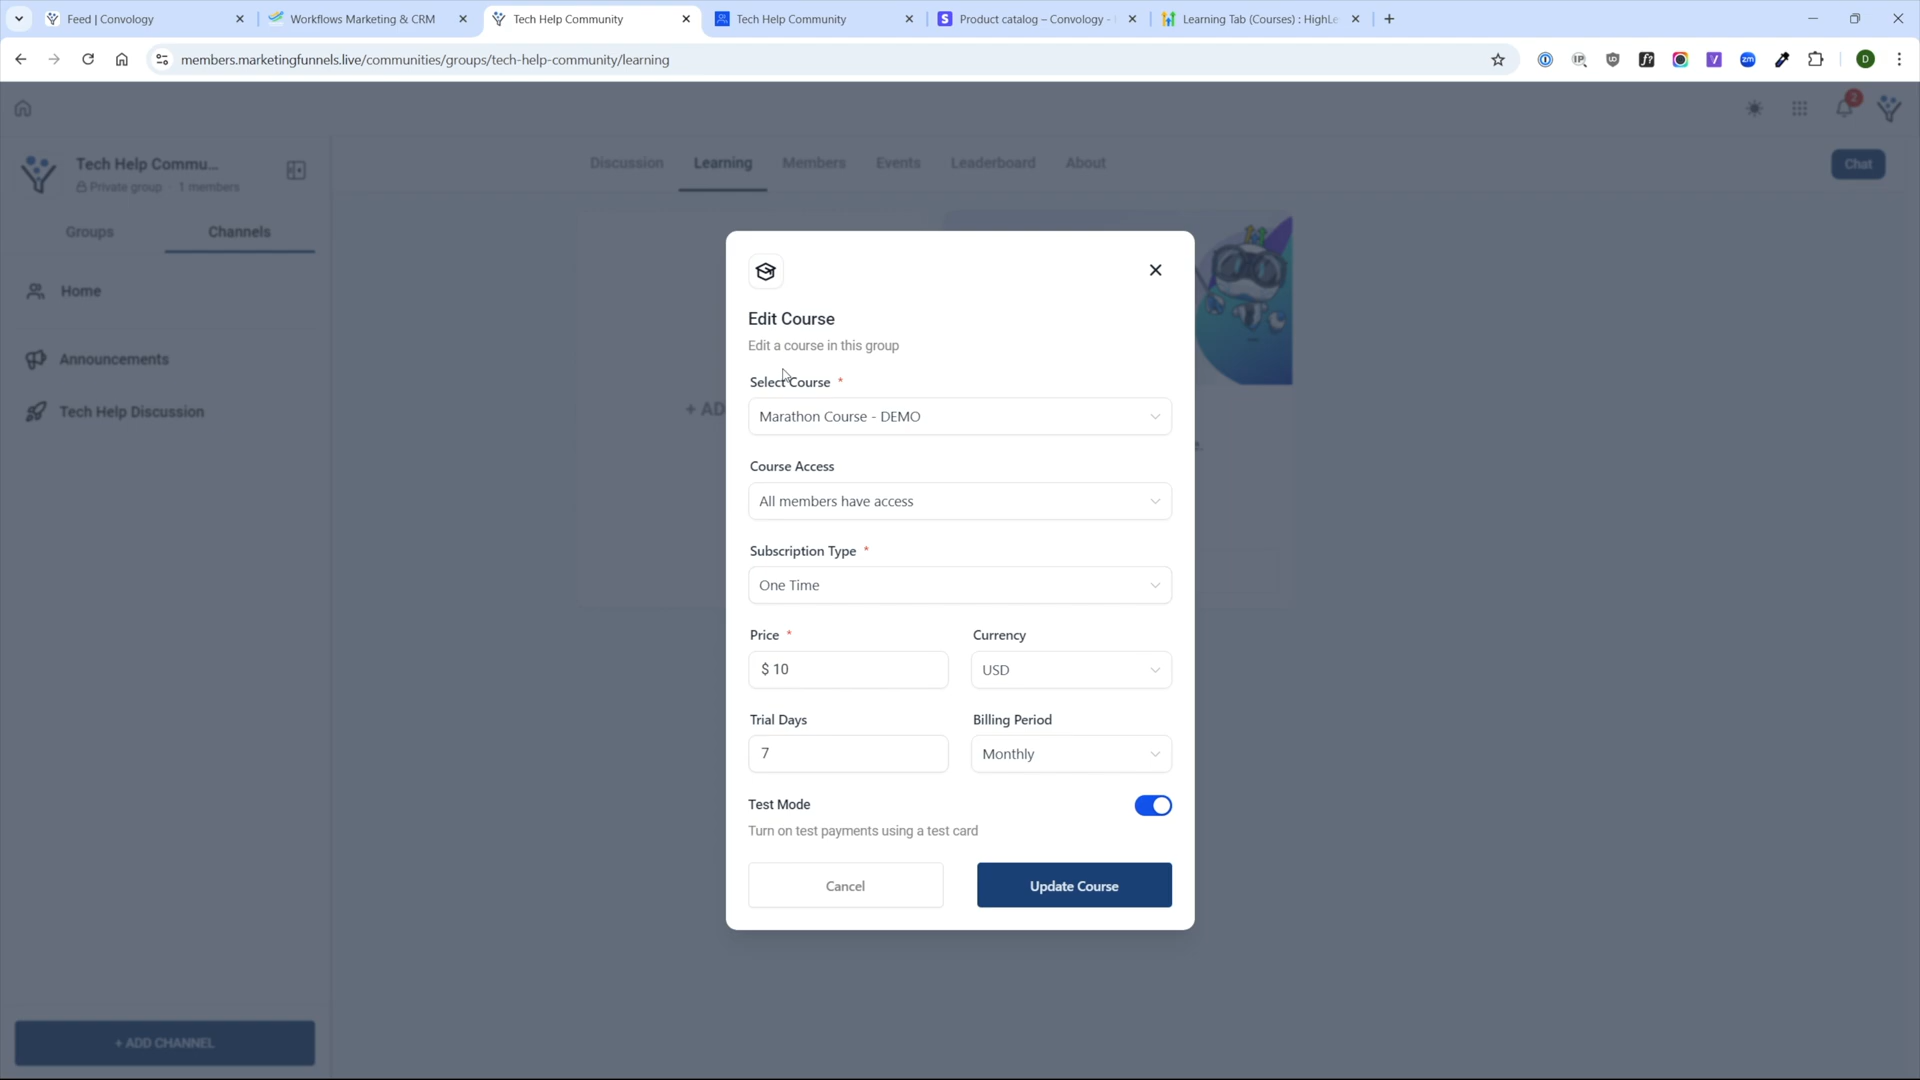 Feed | Convology
Workflows Marketing & CRM
Tech Help Community
Tech Help Community
Product catalog – Convology -
Learning Tab (Courses) : HighLe
members.marketingfunnels.live/communities/groups/tech-help-community/learning
D
2
Tech Help Commu...
Private group · 1 members
Discussion
Learning
Members
Events
Leaderboard
About
Chat
Groups
Channels
Home
Announcements
Tech Help Discussion
+ AD
+ ADD CHANNEL
Edit Course
Edit a course in this group
Select Course *
Marathon Course - DEMO
Course Access
All members have access
Subscription Type *
One Time
Price *
Currency
$ 10
USD
Trial Days
Billing Period
7
Monthly
Test Mode
Turn on test payments using a test card
Cancel
Update Course